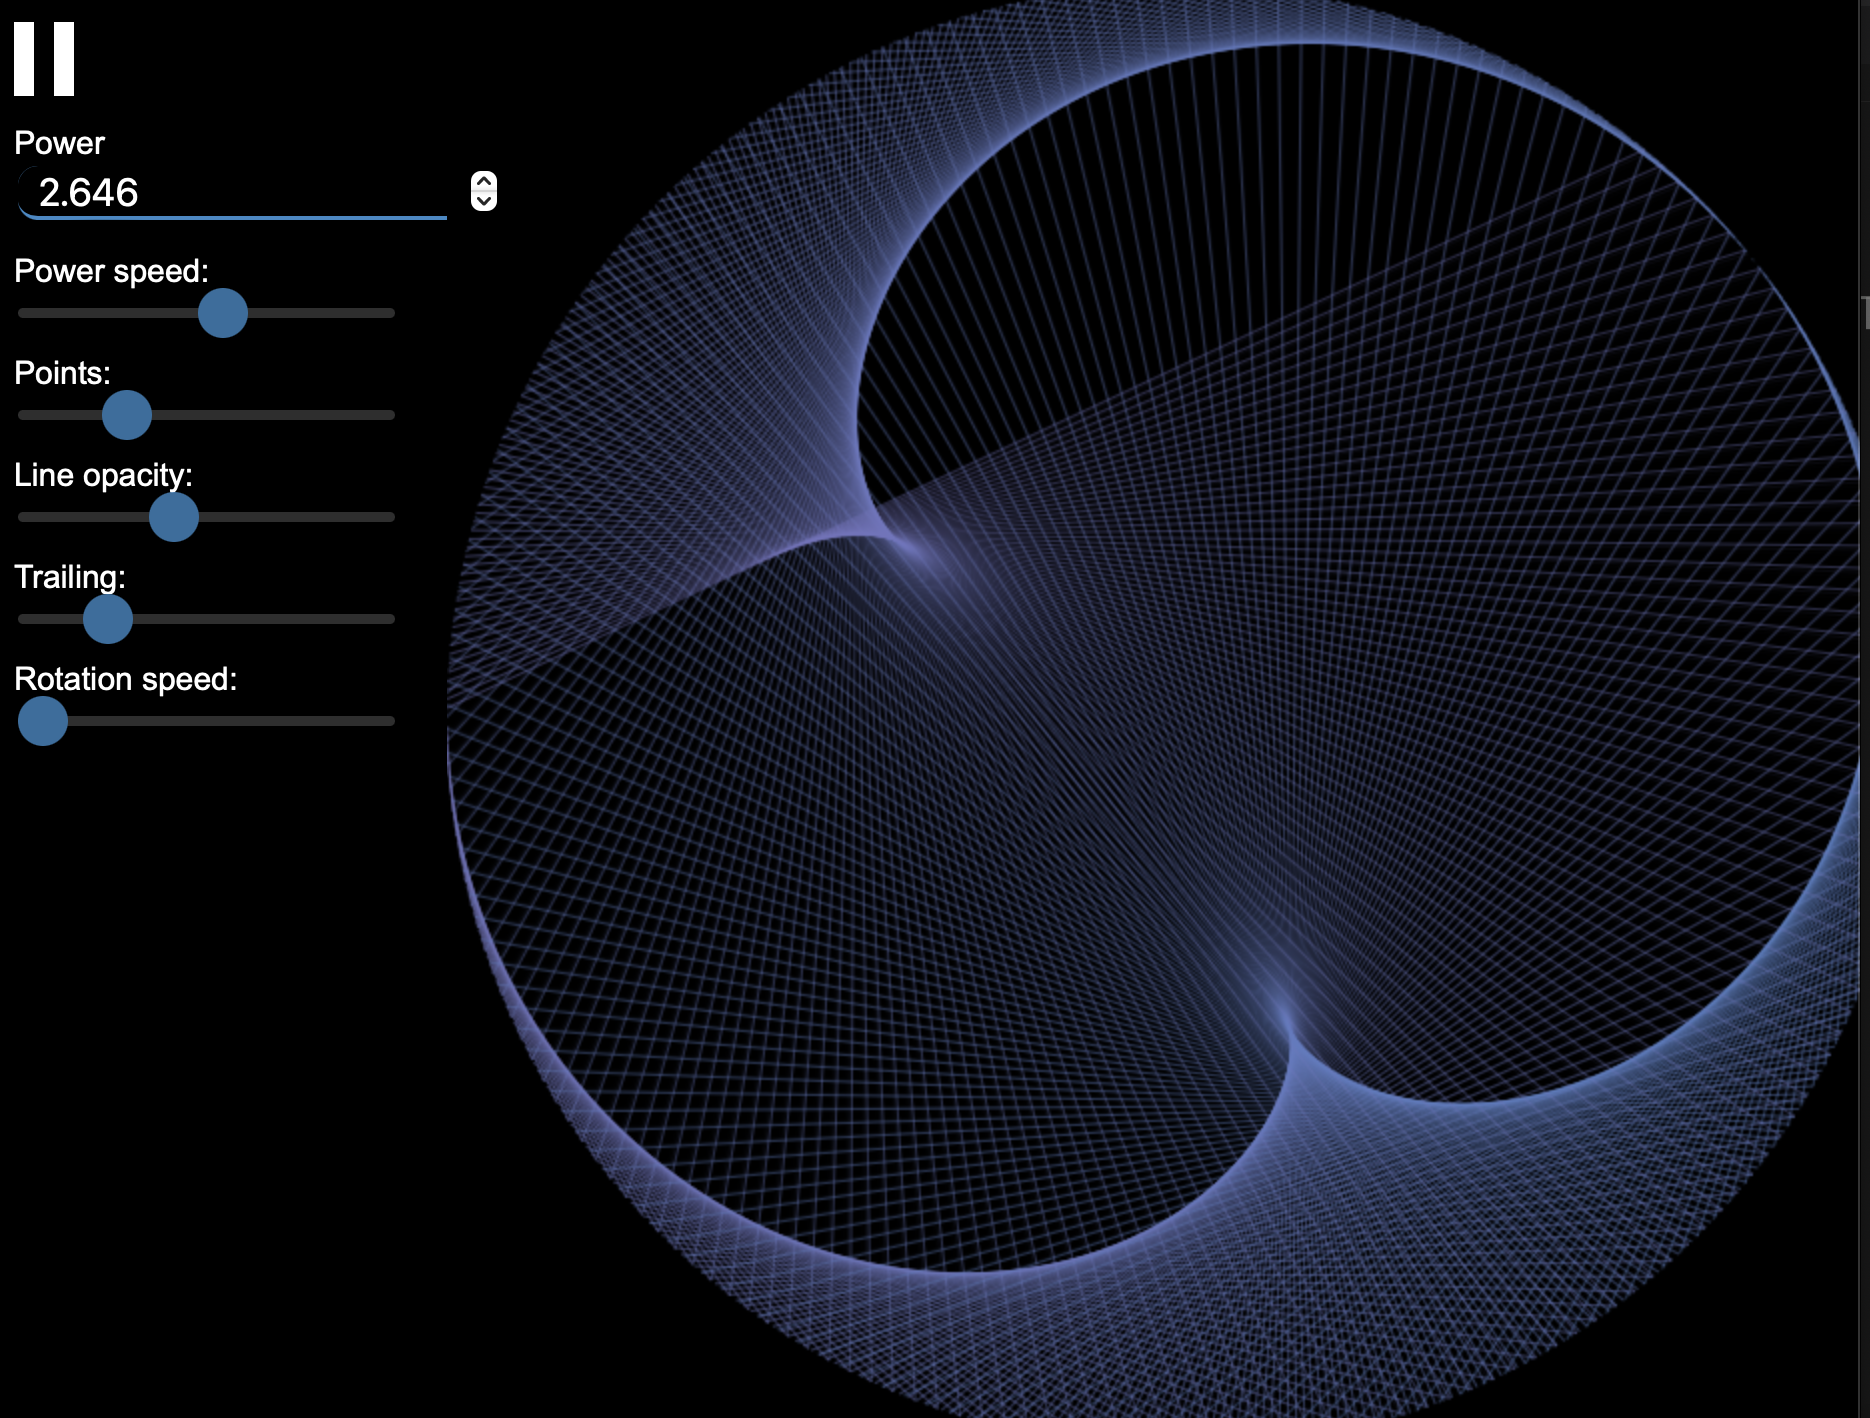 Power
2.646
Power speed:
Points:
Line opacity:
Trailing:
Rotation speed: